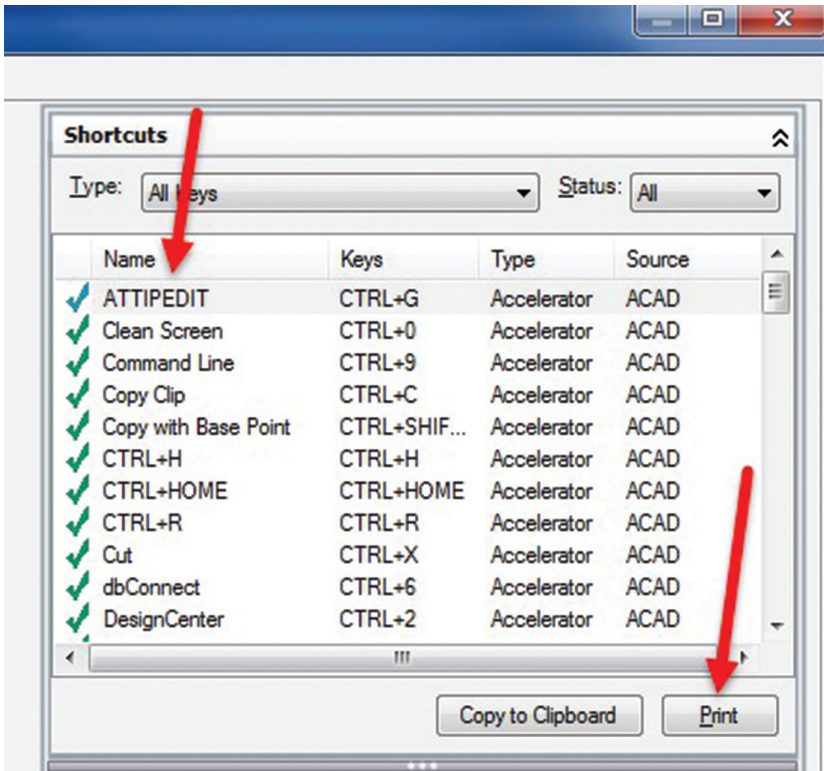 Shortcuts
Type: All Keys Status: All
Name Keys Type Source
ATTIPEDIT CTRL+G Accelerator ACAD
Clean Screen CTRL+0 Accelerator ACAD
Command Line CTRL+9 Accelerator ACAD
Copy Clip CTRL+C Accelerator ACAD
Copy with Base Point CTRL+SHIF... Accelerator ACAD
CTRL+H CTRL+H Accelerator ACAD
CTRL+HOME CTRL+HOME Accelerator ACAD
CTRL+R CTRL+R Accelerator ACAD
Cut CTRL+X Accelerator ACAD
dbConnect CTRL+6 Accelerator ACAD
DesignCenter CTRL+2 Accelerator ACAD
Copy to Clipboard Print